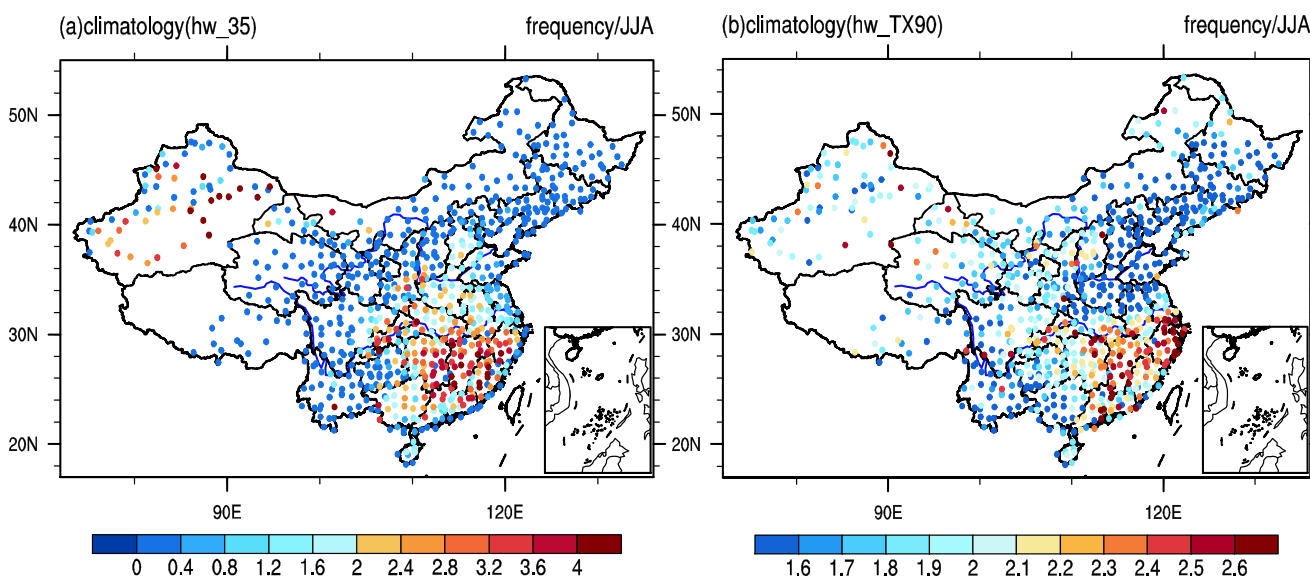 (a)climatology(hw_35) frequency/JJA
50N
40N
30N
20N
90E 120E
0 0.4 0.8 1.2 1.6 2 2.4 2.8 3.2 3.6 4
(b)climatology(hw_TX90) frequency/JJA
50N
40N
30N
20N
90E 120E
1.6 1.7 1.8 1.9 2 2.1 2.2 2.3 2.4 2.5 2.6